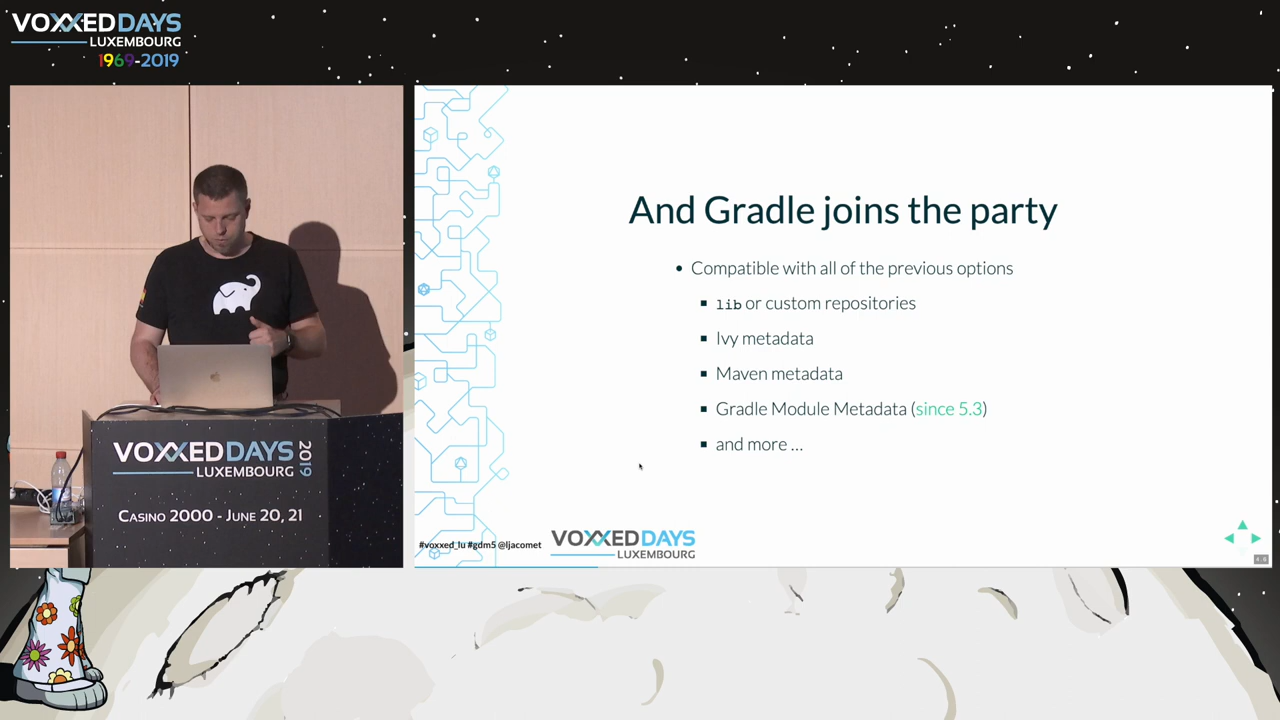 VOXXED DAYS
LUXEMBOURG
1969-2019
And Gradle joins the party
Compatible with all of the previous options
lib or custom repositories
Ivy metadata
Maven metadata
Gradle Module Metadata (since 5.3)
and more ...
#voxxed_lu #gdm5 @ljacomet
VOXXED DAYS
LUXEMBOURG
VOXXED DAYS
LUXEMBOURG
2019
CASINO 2000 - JUNE 20, 21